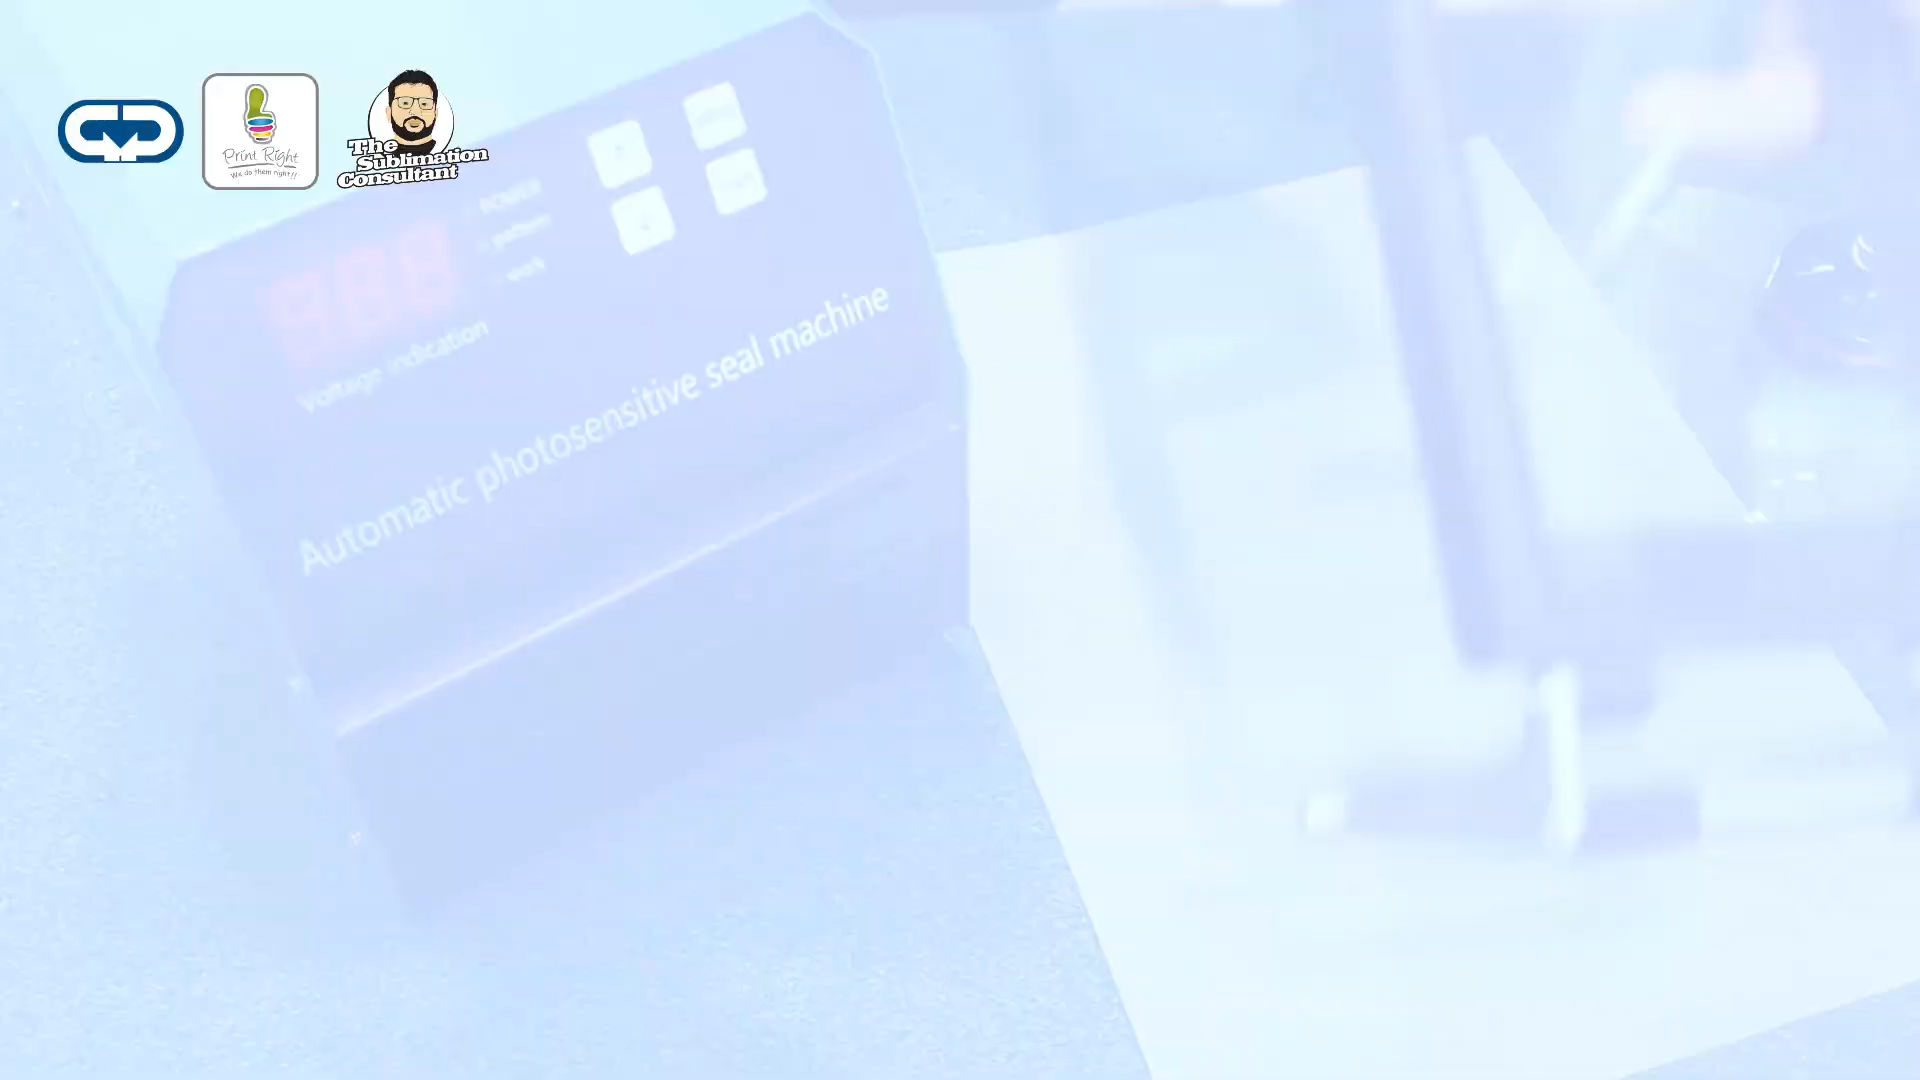 Print Right
We do them right!!
The
Sublimation
Consultant
POWER
pattern
work
Voltage indication
Automatic photosensitive seal machine